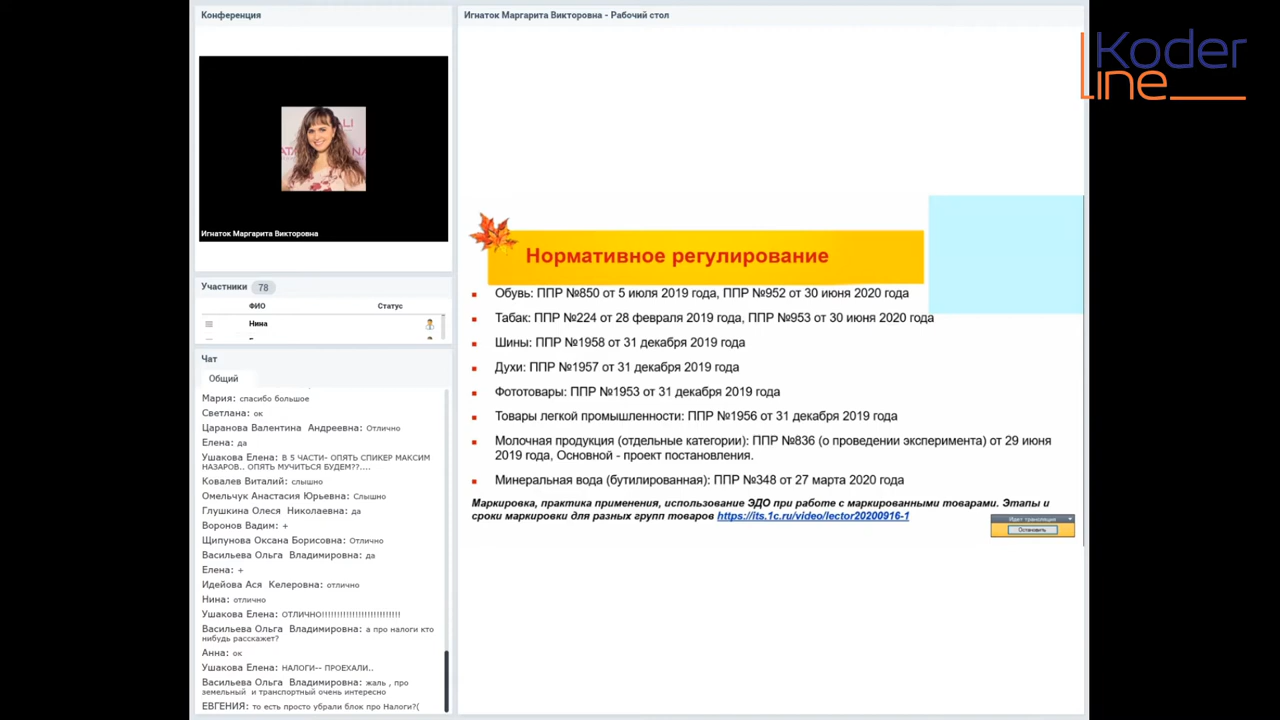 Конференция
Игнаток Маргарита Викторовна - Рабочий стол
Koder
Line
Игнаток Маргарита Викторовна
Участники 78
ФИО Статус
Нина
Чат
Общий
Мария: спасибо большое
Светлана: ок
Царанова Валентина Андреевна: Отлично
Елена: да
Ушакова Елена: В 5 ЧАСТИ- ОПЯТЬ СПИКЕР МАКСИМ
НАЗАРОВ.. ОПЯТЬ МУЧИТЬСЯ БУДЕМ??....
Ковалев Виталий: слышно
Омельчук Анастасия Юрьевна: Слышно
Глушкина Олеся Николаевна: да
Воронов Вадим: +
Щипунова Оксана Борисовна: Отлично
Васильева Ольга Владимировна: да
Елена: +
Идейова Ася Келеровна: отлично
Нина: отлично
Ушакова Елена: ОТЛИЧНО!!!!!!!!!!!!!!!!!!!!!!!!!
Васильева Ольга Владимировна: а про налоги кто
нибудь расскажет?
Анна: ок
Ушакова Елена: НАЛОГИ-- ПРОЕХАЛИ..
Васильева Ольга Владимировна: жаль , про
земельный и транспортный очень интересно
ЕВГЕНИЯ: то есть просто убрали блок про Налоги?(
Нормативное регулирование
Обувь: ППР №850 от 5 июля 2019 года, ППР №952 от 30 июня 2020 года
Табак: ППР №224 от 28 февраля 2019 года, ППР №953 от 30 июня 2020 года
Шины: ППР №1958 от 31 декабря 2019 года
Духи: ППР №1957 от 31 декабря 2019 года
Фототовары: ППР №1953 от 31 декабря 2019 года
Товары легкой промышленности: ППР №1956 от 31 декабря 2019 года
Молочная продукция (отдельные категории): ППР №836 (о проведении эксперимента) от 29 июня
2019 года, Основной - проект постановления.
Минеральная вода (бутилированная): ППР №348 от 27 марта 2020 года
Маркировка, практика применения, использование ЭДО при работе с маркированными товарами. Этапы и
сроки маркировки для разных групп товаров https://its.1c.ru/video/lector20200916-1
Идет трансляция
Остановить